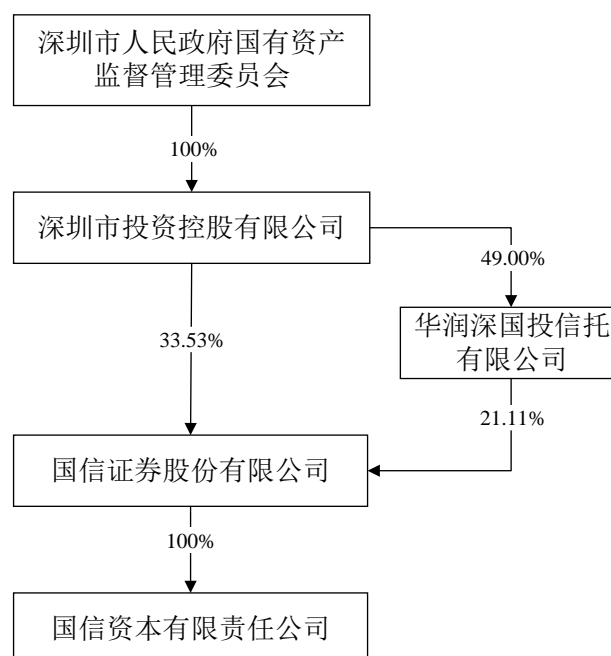 深圳市人民政府国有资产
监督管理委员会
100%
深圳市投资控股有限公司
49.00%
华润深国投信托
有限公司
33.53%
21.11%
国信证券股份有限公司
100%
国信资本有限责任公司